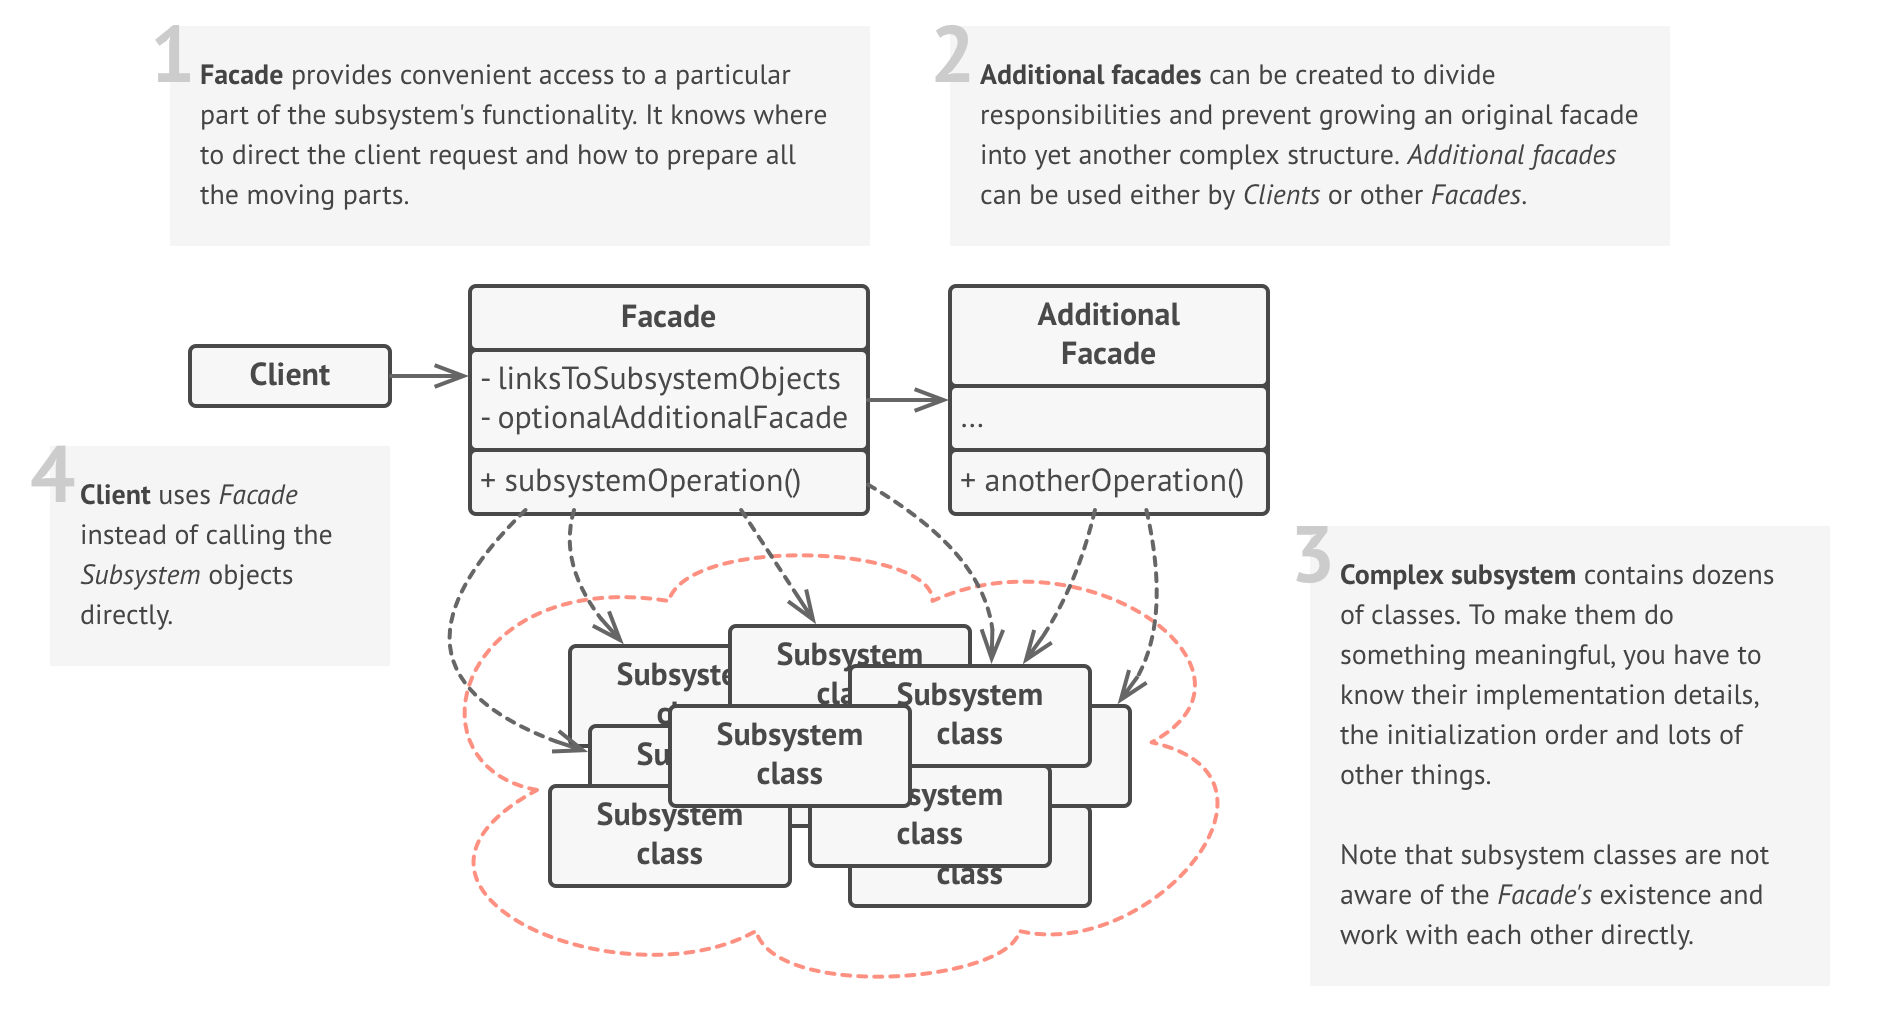 1
Facade provides convenient access to a particular
part of the subsystem's functionality. It knows where
to direct the client request and how to prepare all
the moving parts.
2
Additional facades can be created to divide
responsibilities and prevent growing an original facade
into yet another complex structure. Additional facades
can be used either by Clients or other Facades.
Client
Facade
- linksToSubsystemObjects
- optionalAdditionalFacade
+ subsystemOperation()
Additional
Facade
...
+ anotherOperation()
4
Client uses Facade
instead of calling the
Subsystem objects
directly.
3
Complex subsystem contains dozens
of classes. To make them do
something meaningful, you have to
know their implementation details,
the initialization order and lots of
other things.
Note that subsystem classes are not
aware of the Facade's existence and
work with each other directly.
Subsystem
Subsystem
class
Subsystem
class
Subsystem
class
class
class